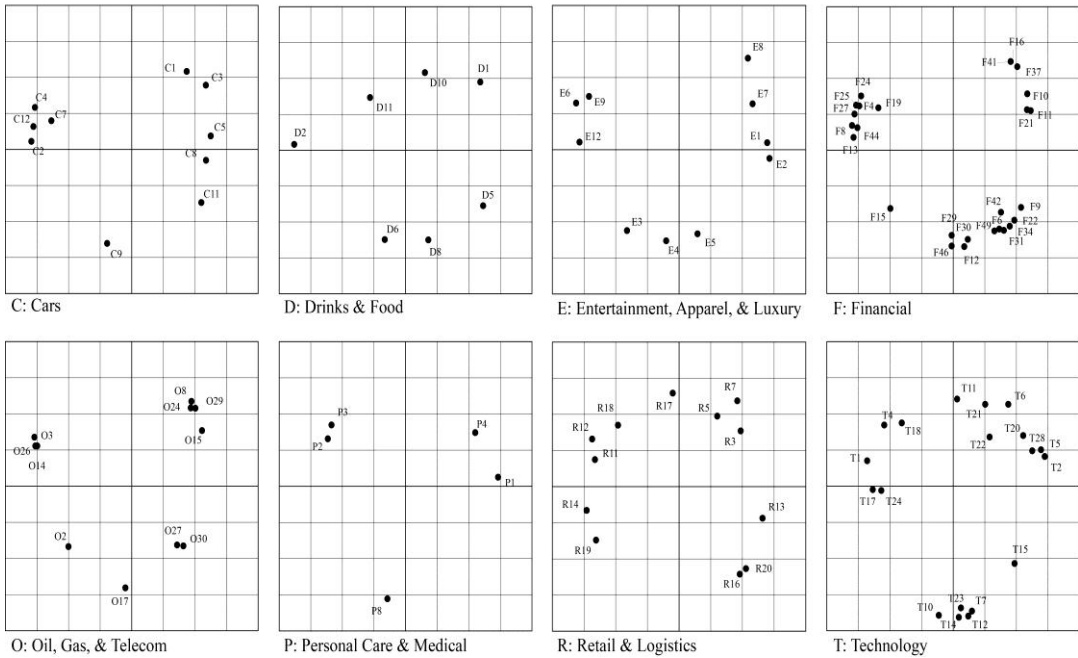 C1
C3
C4
C7
C12
C2
C5
C8
C11
C9
C: Cars
D1
D10
D11
D2
D5
D6
D8
D: Drinks & Food
E8
E6
E9
E7
E12
E1
E2
E3
E4
E5
E: Entertainment, Apparel, & Luxury
F16
F41
F37
F24
F25
F4
F19
F10
F27
F11
F21
F8
F44
F13
F15
F42
F9
F29
F6
F22
F30
F49
F34
F46
F31
F12
F: Financial
O8
O24
O29
O3
O15
O26
O14
O2
O27
O30
O17
O: Oil, Gas, & Telecom
P3
P4
P2
P1
P8
P: Personal Care & Medical
R7
R17
R18
R5
R12
R3
R11
R14
R13
R19
R20
R16
R: Retail & Logistics
T11
T6
T4
T21
T18
T20
T28
T5
T22
T1
T2
T17
T24
T15
T23
T10
T7
T14
T12
T: Technology